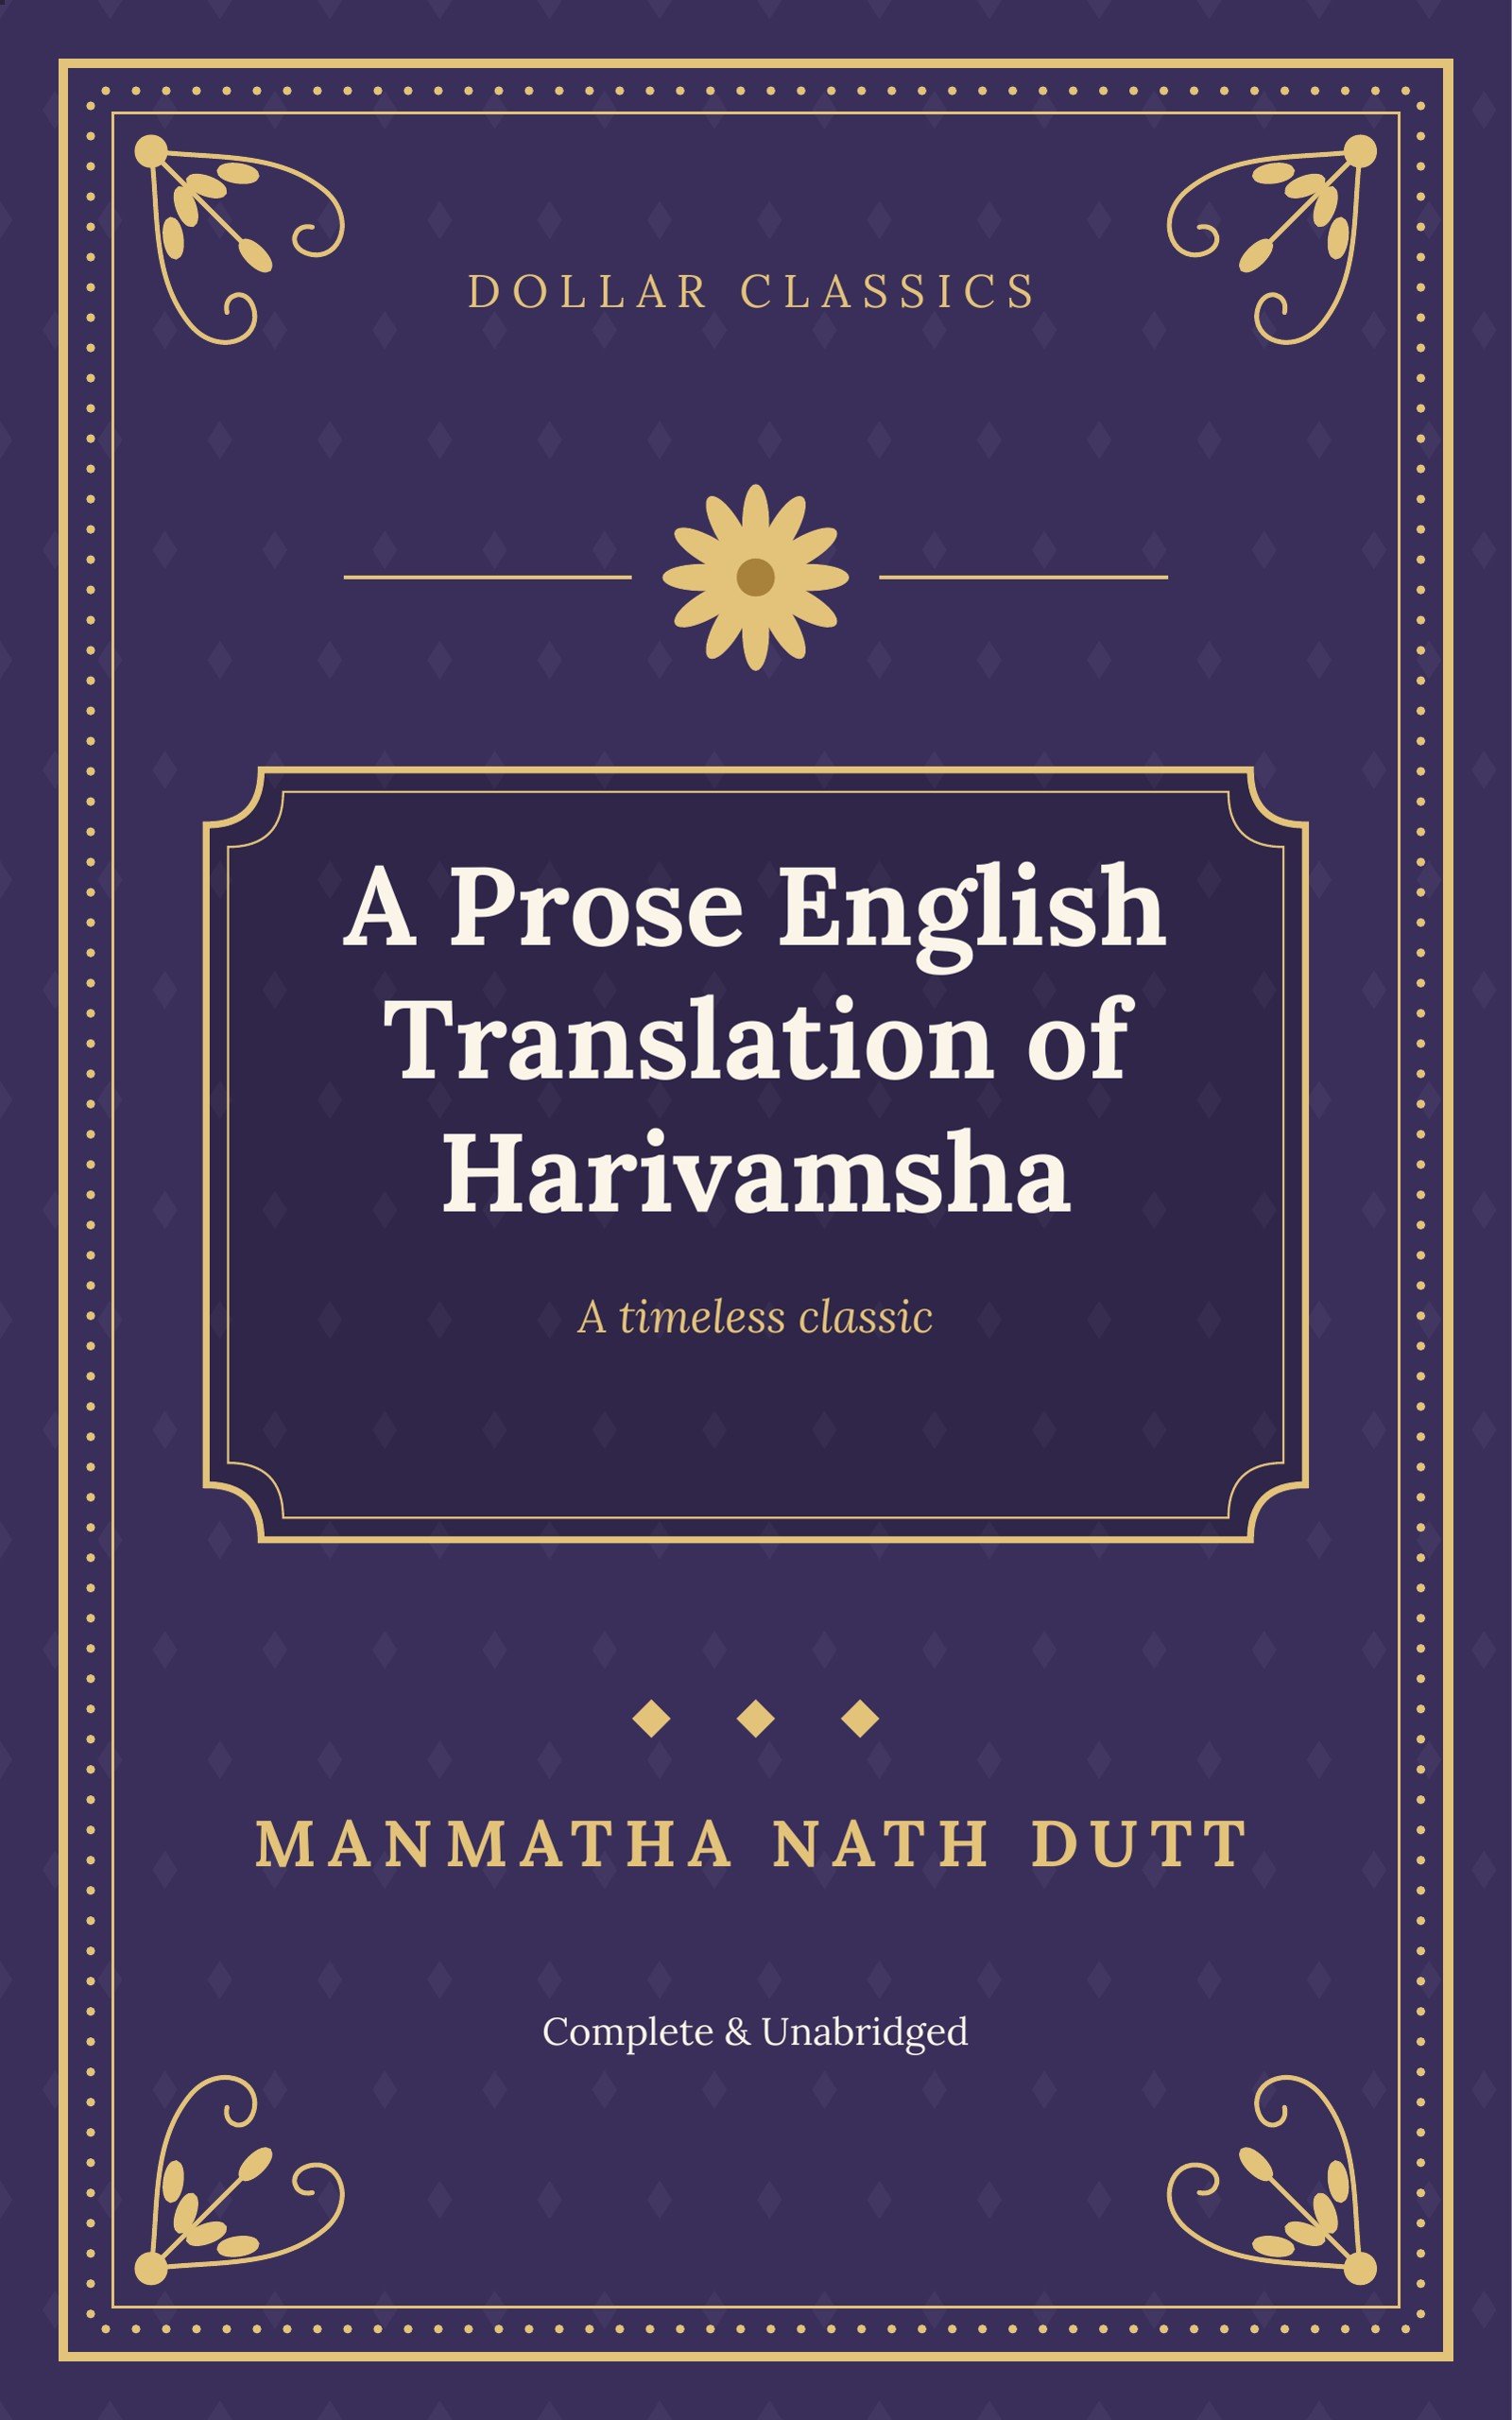 DOLLAR CLASSICS
A Prose English
Translation of
Harivamsha
A timeless classic
MANMATHA NATH DUTT
Complete & Unabridged